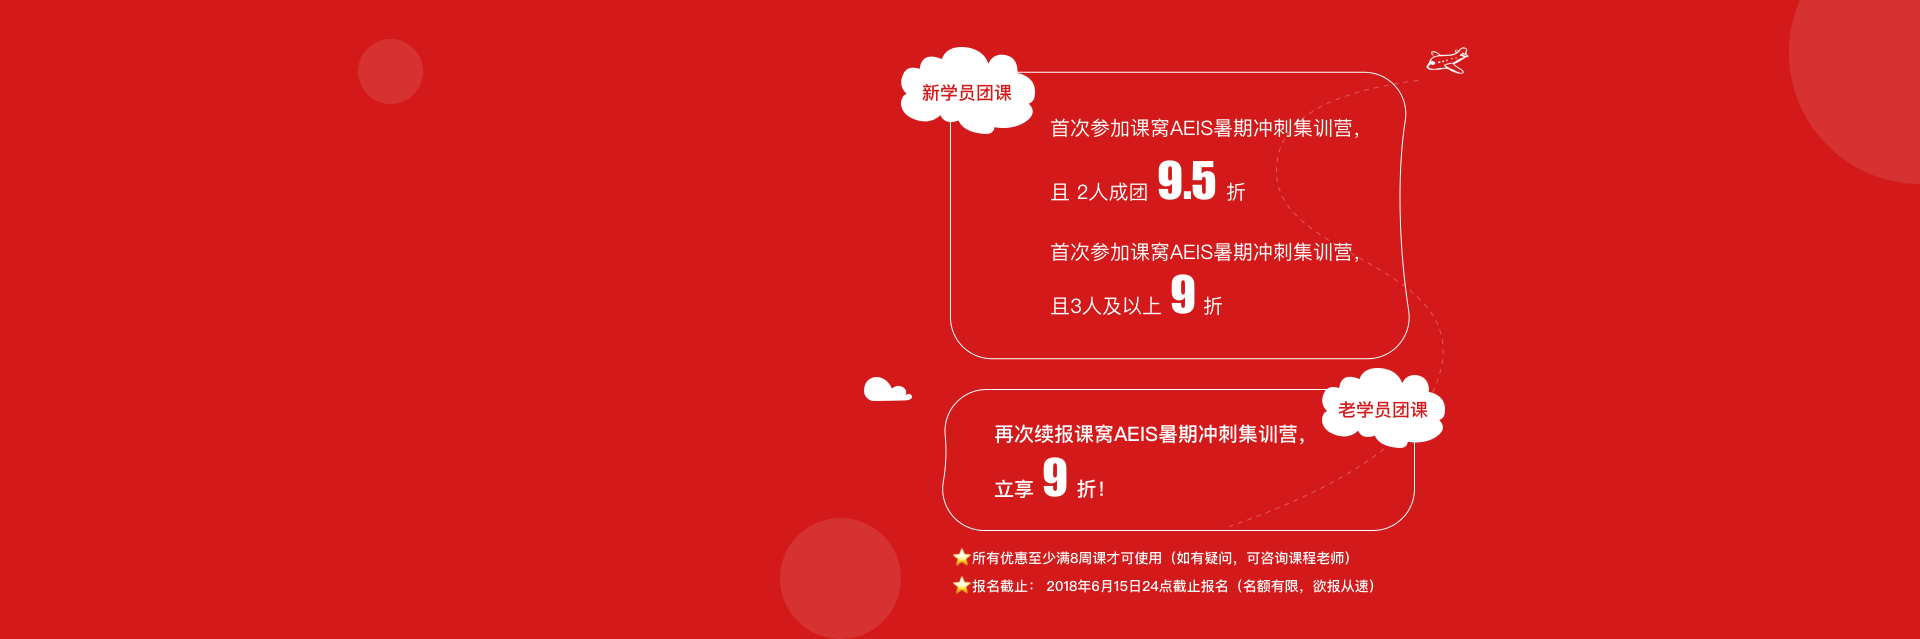 新学员团课
首次参加课窝AEIS暑期冲刺集训营，
且 2人成团 9.5 折
首次参加课窝AEIS暑期冲刺集训营，
且3人及以上 9 折
老学员团课
再次续报课窝AEIS暑期冲刺集训营，
立享 9 折！
所有优惠至少满8周课才可使用（如有疑问，可咨询课程老师）
报名截止： 2018年6月15日24点截止报名（名额有限，欲报从速）